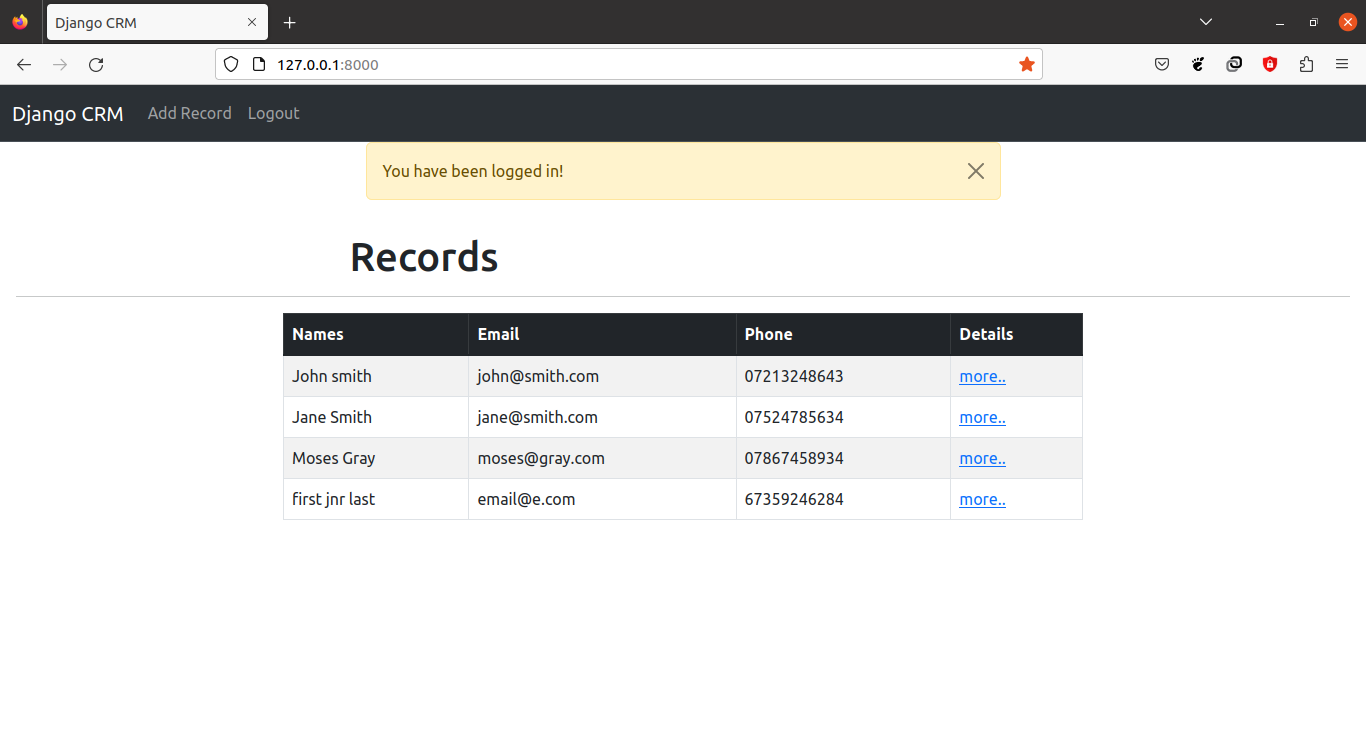 Django CRM
127.0.0.1:8000
Django CRM Add Record Logout
You have been logged in!
Records
Names Email Phone Details
John smith john@smith.com 07213248643 more..
Jane Smith jane@smith.com 07524785634 more..
Moses Gray moses@gray.com 07867458934 more..
first jnr last email@e.com 67359246284 more..